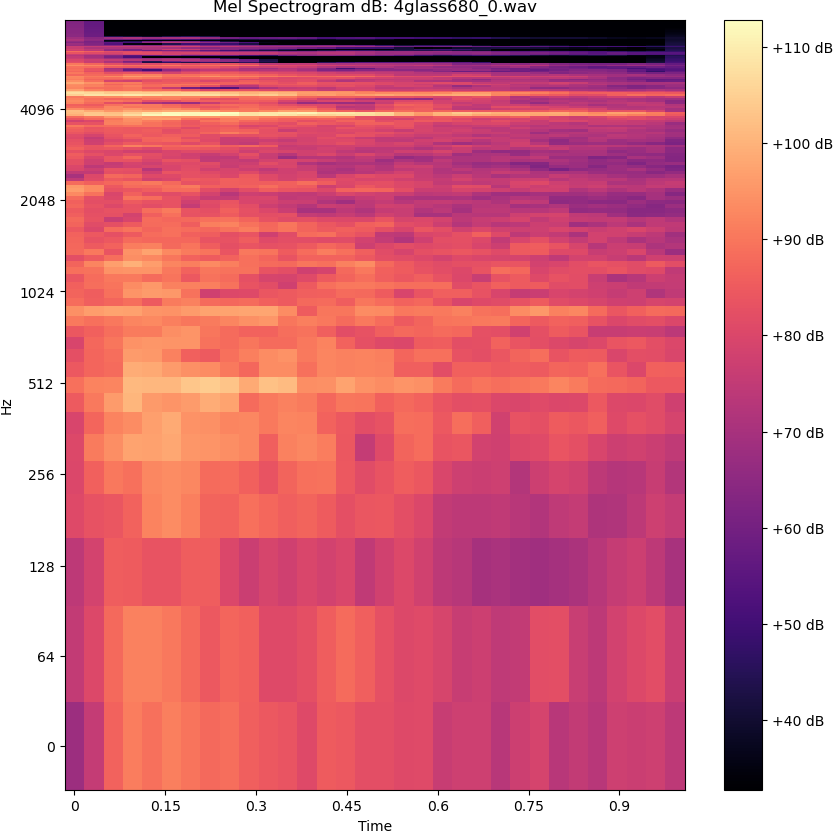 Mel Spectrogram dB: 4glass680_0.wav
+110 dB
4096
+100 dB
2048
+90 dB
1024
+80 dB
512
Hz
+70 dB
256
+60 dB
128
+50 dB
64
+40 dB
0
0 0.15 0.3 0.45 0.6 0.75 0.9
Time